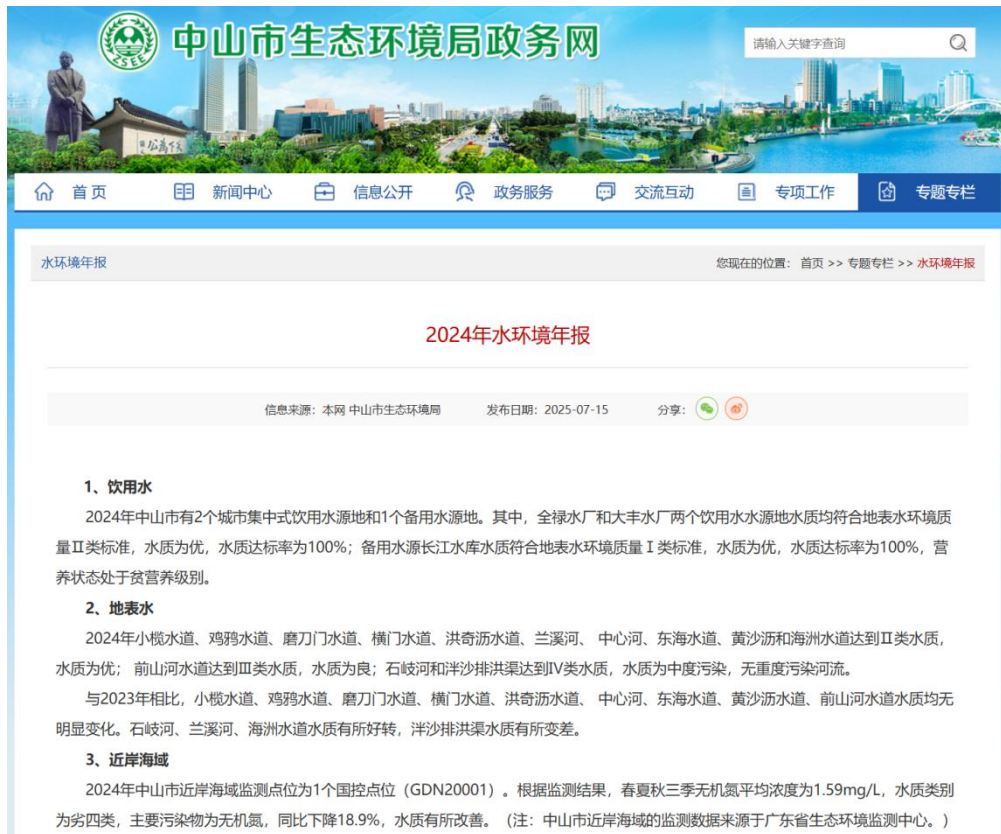 中山市生态环境局政务网
请输入关键字查询
ZSEE
天下为公
首页 新闻中心 信息公开 政务服务 交流互动 专项工作 专题专栏
水环境年报 您现在的位置： 首页 >> 专题专栏 >> 水环境年报
2024年水环境年报
信息来源：本网 中山市生态环境局 发布日期：2025-07-15 分享：
1、饮用水
2024年中山市有2个城市集中式饮用水源地和1个备用水源地。其中，全禄水厂和大丰水厂两个饮用水水源地水质均符合地表水环境质
量Ⅱ类标准，水质为优，水质达标率为100%；备用水源长江水库水质符合地表水环境质量Ⅰ类标准，水质为优，水质达标率为100%，营
养状态处于贫营养级别。
2、地表水
2024年小榄水道、鸡鸦水道、磨刀门水道、横门水道、洪奇沥水道、兰溪河、 中心河、东海水道、黄沙沥和海洲水道达到Ⅱ类水质，
水质为优； 前山河水道达到Ⅲ类水质，水质为良；石岐河和泮沙排洪渠达到Ⅳ类水质，水质为中度污染，无重度污染河流。
与2023年相比，小榄水道、鸡鸦水道、磨刀门水道、横门水道、洪奇沥水道、 中心河、东海水道、黄沙沥水道、前山河水道水质均无
明显变化。石岐河、兰溪河、海洲水道水质有所好转，泮沙排洪渠水质有所变差。
3、近岸海域
2024年中山市近岸海域监测点位为1个国控点位（GDN20001）。根据监测结果，春夏秋三季无机氮平均浓度为1.59mg/L，水质类别
为劣四类，主要污染物为无机氮，同比下降18.9%，水质有所改善。（注：中山市近岸海域的监测数据来源于广东省生态环境监测中心。）